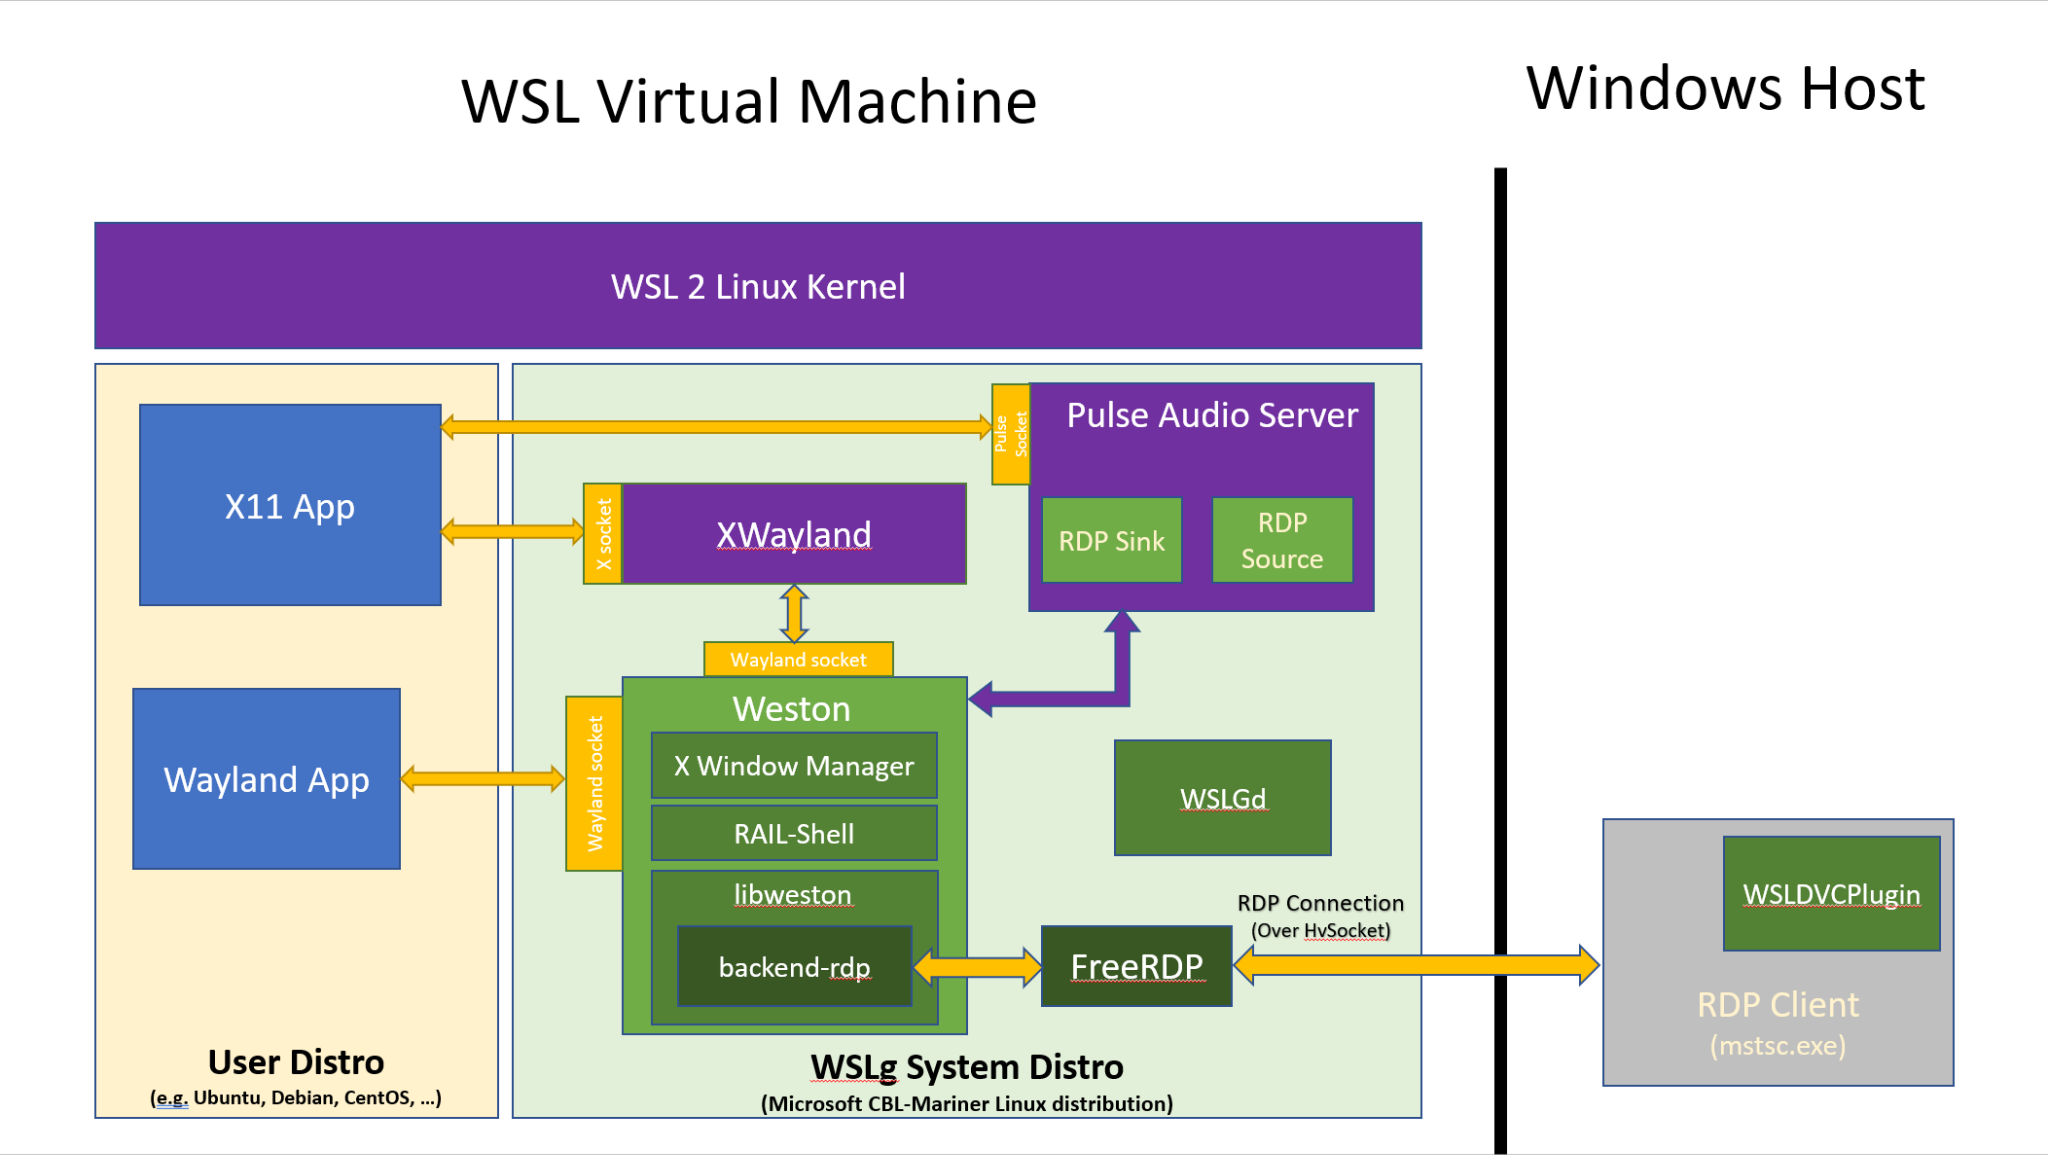 WSL Virtual Machine
Windows Host
WSL 2 Linux Kernel
X11 App
Pulse
Socket
Pulse Audio Server
RDP Sink
RDP
Source
X socket
XWayland
Wayland socket
Wayland App
Wayland socket
Weston
X Window Manager
RAIL-Shell
libweston
backend-rdp
WSLGd
FreeRDP
RDP Connection
(Over HvSocket)
WSLDVCPlugin
RDP Client
(mstsc.exe)
User Distro
(e.g. Ubuntu, Debian, CentOS, ...)
WSLg System Distro
(Microsoft CBL-Mariner Linux distribution)